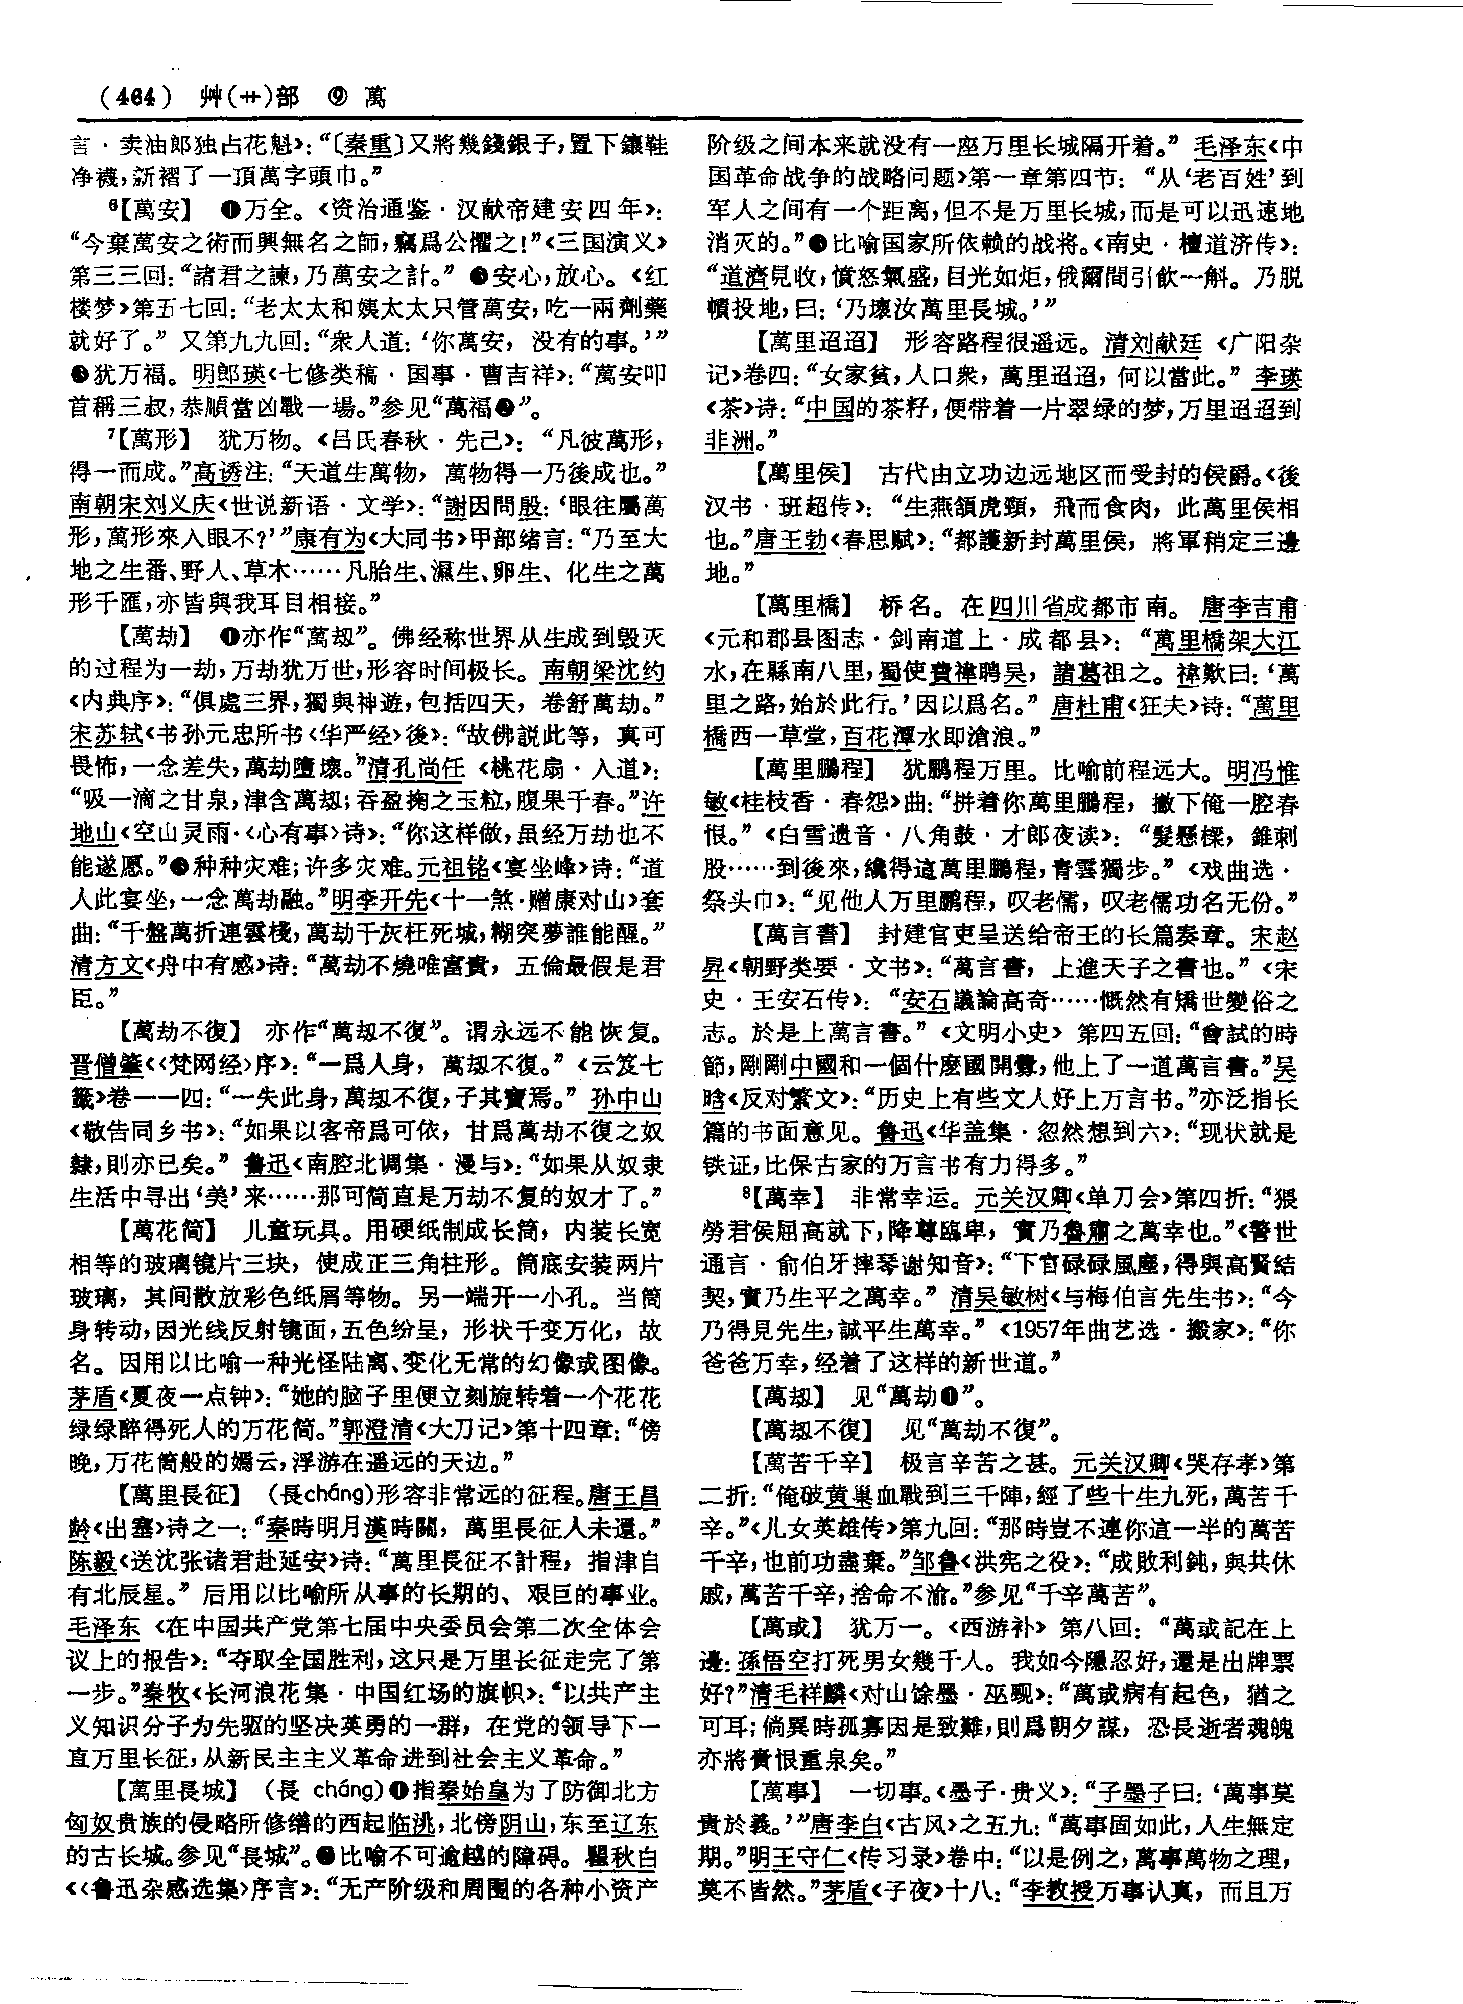 (464) 艸(艹)部 ⑨ 萬
言·卖油郎独占花魁》：“〔秦重〕又將幾錢銀子，置下鑲鞋
净襪，新褶了一頂萬字頭巾。”
⁶【萬安】 ❶万全。《资治通鉴·汉献帝建安四年》：
“今棄萬安之術而興無名之師，竊爲公懼之！”《三国演义》
第三三回：“諸君之諫，乃萬安之計。” ❷安心，放心。《红
楼梦》第五七回：“老太太和姨太太只管萬安，吃一兩劑藥
就好了。” 又第九九回：“衆人道：‘你萬安，没有的事。’”
❸犹万福。明郎瑛《七修类稿·国事·曹吉祥》：“萬安叩
首稱三叔，恭順當凶戰一場。”参见“萬福❷”。
⁷【萬形】 犹万物。《吕氏春秋·先己》：“凡彼萬形，
得一而成。”高诱注：“天道生萬物，萬物得一乃後成也。”
南朝宋刘义庆《世说新语·文学》：“謝因問殷：‘眼往屬萬
形，萬形來入眼不？’”康有为《大同书》甲部绪言：“乃至大
地之生番、野人、草木……凡胎生、濕生、卵生、化生之萬
形千匯，亦皆與我耳目相接。”
【萬劫】 ❶亦作“萬刼”。佛经称世界从生成到毁灭
的过程为一劫，万劫犹万世，形容时间极长。南朝梁沈约
《内典序》：“俱處三界，獨與神遊，包括四天，卷舒萬劫。”
宋苏轼《书孙元忠所书〈华严经〉後》：“故佛説此等，真可
畏怖，一念差失，萬劫墮壞。”清孔尚任《桃花扇·入道》：
“吸一滴之甘泉，津含萬刼；吞盈掬之玉粒，腹果千春。”许
地山《空山灵雨·〈心有事〉诗》：“你这样做，虽经万劫也不
能遂愿。”❷种种灾难；许多灾难。元祖铭《宴坐峰》诗：“道
人此宴坐，一念萬劫融。”明李开先《十一煞·赠康对山》套
曲：“千盤萬折連雲棧，萬劫千灰枉死城，糊突夢誰能醒。”
清方文《舟中有感》诗：“萬劫不燒唯富貴，五倫最假是君
臣。”
【萬劫不復】 亦作“萬刼不復”。谓永远不能恢复。
晋僧肇《〈梵网经〉序》：“一爲人身，萬刼不復。”《云笈七
籤》卷一一四：“一失此身，萬刼不復，子其寶焉。” 孙中山
《敬告同乡书》：“如果以客帝爲可依，甘爲萬劫不復之奴
隸，則亦已矣。” 鲁迅《南腔北调集·漫与》：“如果从奴隶
生活中寻出‘美’来……那可简直是万劫不复的奴才了。”
【萬花筒】 儿童玩具。用硬纸制成长筒，内装长宽
相等的玻璃镜片三块，使成正三角柱形。筒底安装两片
玻璃，其间散放彩色纸屑等物。另一端开一小孔。当筒
身转动，因光线反射镜面，五色纷呈，形状千变万化，故
名。因用以比喻一种光怪陆离、变化无常的幻像或图像。
茅盾《夏夜一点钟》：“她的脑子里便立刻旋转着一个花花
绿绿醉得死人的万花筒。”郭澄清《大刀记》第十四章：“傍
晚，万花筒般的嫣云，浮游在遥远的天边。”
【萬里長征】 （長cháng）形容非常远的征程。唐王昌
龄《出塞》诗之一：“秦時明月漢時關，萬里長征人未還。”
陈毅《送沈张诸君赴延安》诗：“萬里長征不計程，指津自
有北辰星。” 后用以比喻所从事的长期的、艰巨的事业。
毛泽东《在中国共产党第七届中央委员会第二次全体会
议上的报告》：“夺取全国胜利，这只是万里长征走完了第
一步。”秦牧《长河浪花集·中国红场的旗帜》：“以共产主
义知识分子为先驱的坚决英勇的一群，在党的领导下一
直万里长征，从新民主主义革命进到社会主义革命。”
【萬里長城】 （長 cháng）❶指秦始皇为了防御北方
匈奴贵族的侵略所修缮的西起临洮，北傍阴山，东至辽东
的古长城。参见“長城”。❷比喻不可逾越的障碍。瞿秋白
《〈鲁迅杂感选集〉序言》：“无产阶级和周围的各种小资产
阶级之间本来就没有一座万里长城隔开着。” 毛泽东《中
国革命战争的战略问题》第一章第四节：“从‘老百姓’到
军人之间有一个距离，但不是万里长城，而是可以迅速地
消灭的。”❸比喻国家所依赖的战将。《南史·檀道济传》：
“道濟見收，憤怒氣盛，目光如炬，俄爾間引飲一斛。乃脱
幘投地，曰：‘乃壞汝萬里長城。’”
【萬里迢迢】 形容路程很遥远。清刘献廷《广阳杂
记》卷四：“女家貧，人口衆，萬里迢迢，何以當此。” 李瑛
《茶》诗：“中国的茶籽，便带着一片翠绿的梦，万里迢迢到
非洲。”
【萬里侯】 古代由立功边远地区而受封的侯爵。《後
汉书·班超传》：“生燕頷虎頸，飛而食肉，此萬里侯相
也。”唐王勃《春思赋》：“都護新封萬里侯，將軍稍定三邊
地。”
【萬里橋】 桥名。在四川省成都市南。唐李吉甫
《元和郡县图志·剑南道上·成都县》：“萬里橋架大江
水，在縣南八里，蜀使費禕聘吴，諸葛祖之。禕歎曰：‘萬
里之路，始於此行。’因以爲名。” 唐杜甫《狂夫》诗：“萬里
橋西一草堂，百花潭水即滄浪。”
【萬里鵬程】 犹鹏程万里。比喻前程远大。明冯惟
敏《桂枝香·春怨》曲：“拼着你萬里鵬程，撇下俺一腔春
恨。”《白雪遗音·八角鼓·才郎夜读》：“髮懸樑，錐刺
股……到後來，纔得這萬里鵬程，青雲獨步。”《戏曲选·
祭头巾》：“见他人万里鹏程，叹老儒，叹老儒功名无份。”
【萬言書】 封建官吏呈送给帝王的长篇奏章。宋赵
昇《朝野类要·文书》：“萬言書，上進天子之書也。”《宋
史·王安石传》：“安石議論高奇……慨然有矯世變俗之
志。於是上萬言書。”《文明小史》第四五回：“會試的時
節，剛剛中國和一個什麽國開釁，他上了一道萬言書。”吴
晗《反对繁文》：“历史上有些文人好上万言书。”亦泛指长
篇的书面意见。鲁迅《华盖集·忽然想到六》：“现状就是
铁证，比保古家的万言书有力得多。”
⁸【萬幸】 非常幸运。元关汉卿《单刀会》第四折：“猥
勞君侯屈高就下，降尊臨卑，實乃魯肅之萬幸也。”《警世
通言·俞伯牙摔琴谢知音》：“下官碌碌風塵，得與高賢結
契，實乃生平之萬幸。” 清吴敏树《与梅伯言先生书》：“今
乃得見先生，誠平生萬幸。”《1957年曲艺选·搬家》：“你
爸爸万幸，经着了这样的新世道。”
【萬刼】 见“萬劫❶”。
【萬刼不復】 见“萬劫不復”。
【萬苦千辛】 极言辛苦之甚。元关汉卿《哭存孝》第
二折：“俺破黄巢血戰到三千陣，經了些十生九死，萬苦千
辛。”《儿女英雄传》第九回：“那時豈不連你這一半的萬苦
千辛，也前功盡棄。”邹鲁《洪宪之役》：“成敗利鈍，與共休
戚，萬苦千辛，捨命不渝。”参见“千辛萬苦”。
【萬或】 犹万一。《西游补》第八回：“萬或記在上
邊：孫悟空打死男女幾千人。我如今隱忍好，還是出牌票
好？”清毛祥麟《对山馀墨·巫觋》：“萬或病有起色，猶之
可耳；倘異時孤寡因是致難，則爲朝夕謀，恐長逝者魂魄
亦將賫恨重泉矣。”
【萬事】 一切事。《墨子·贵义》：“子墨子曰：‘萬事莫
貴於義。’”唐李白《古风》之五九：“萬事固如此，人生無定
期。”明王守仁《传习录》卷中：“以是例之，萬事萬物之理，
莫不皆然。”茅盾《子夜》十八：“李教授万事认真，而且万